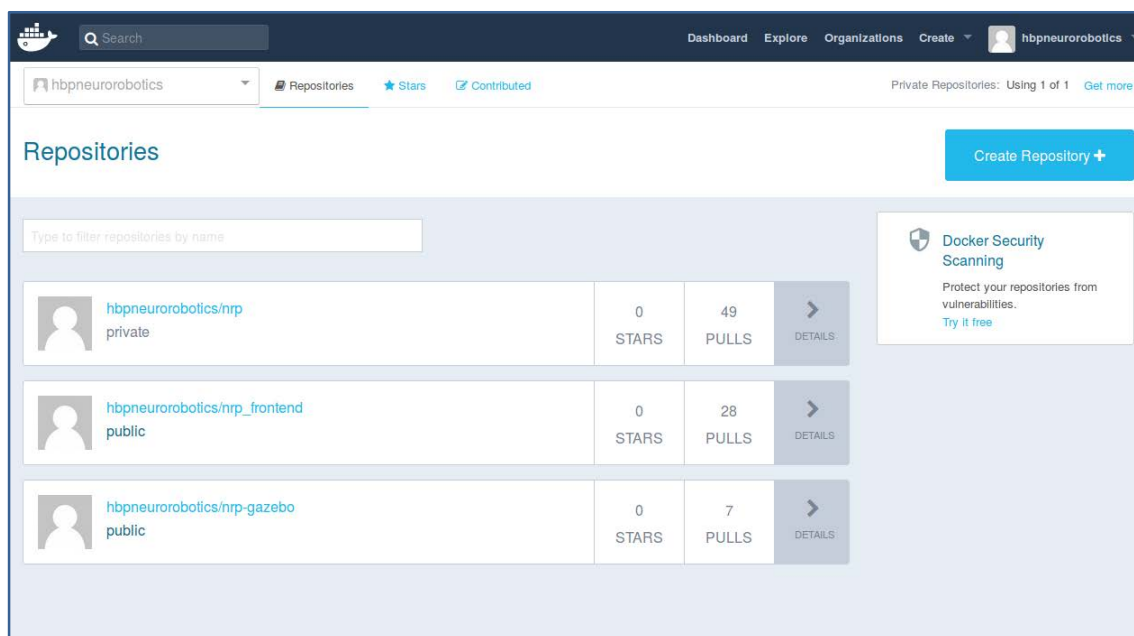 Search
Dashboard Explore Organizations Create hbpneurorobotics
hbpneurorobotics Repositories Stars Contributed Private Repositories: Using 1 of 1 Get more
Repositories
Create Repository
Type to filter repositories by name
Docker Security
Scanning
Protect your repositories from
vulnerabilities.
Try it free
hbpneurorobotics/nrp
private
0
STARS
49
PULLS
DETAILS
hbpneurorobotics/nrp_frontend
public
0
STARS
28
PULLS
DETAILS
hbpneurorobotics/nrp-gazebo
public
0
STARS
7
PULLS
DETAILS